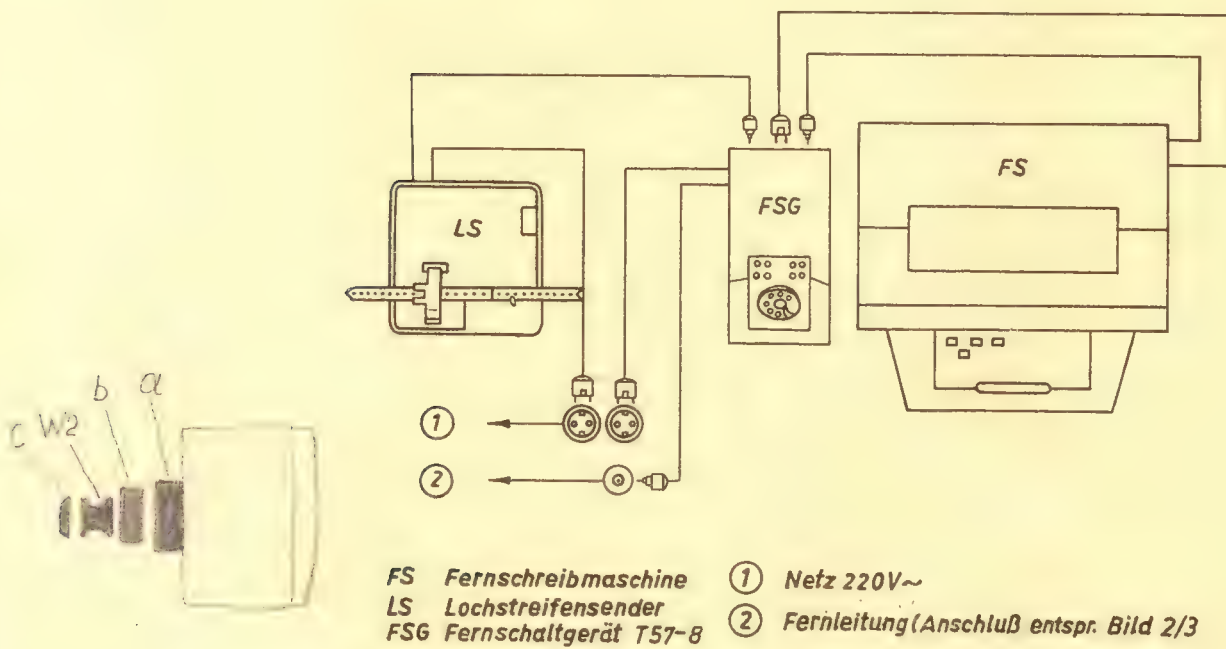 FS
LS
FSG
b a
C W2
1
2
FS Fernschreibmaschine
LS Lochstreifensender
FSG Fernschaltgerät T57-8
1 Netz 220V~
2 Fernleitung (Anschluß entspr. Bild 2/3